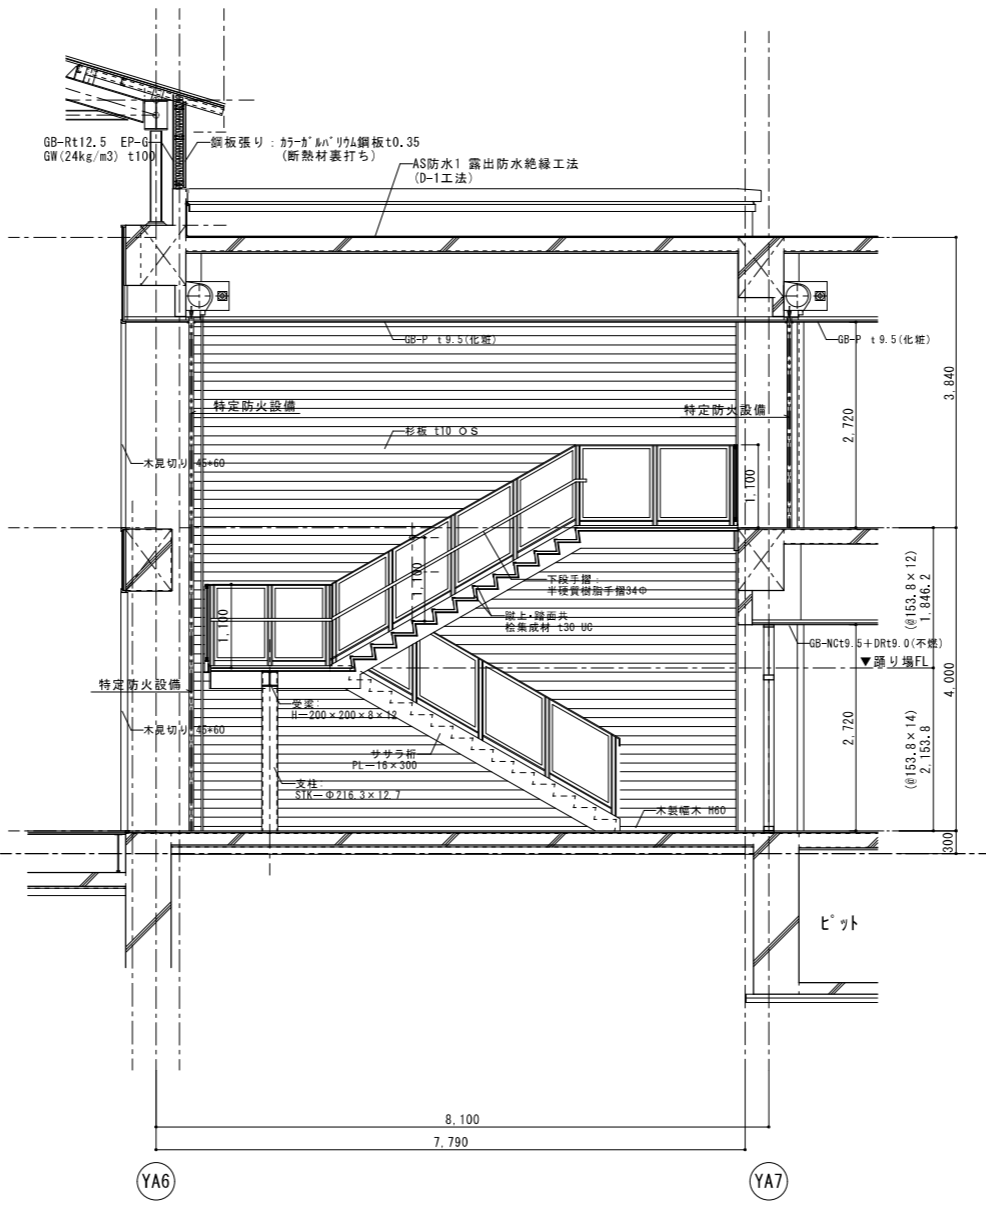 GB-Rt12.5 EP-G
GW(24kg/m3) t100
鋼板張り：ｶﾗｰｶﾞﾙﾊﾞﾘｳﾑ鋼板t0.35
(断熱材裏打ち)
AS防水1 露出防水絶縁工法
(D-1工法)
GB-P t9.5(化粧)
GB-P t9.5(化粧)
3,840
特定防火設備
特定防火設備
2,720
杉板 t10 ＯＳ
木見切り 45*60
1,100
1,100
下段手摺：
半硬質樹脂手摺34Φ
(@153.8×12)
1,846.2
1,100
蹴上・踏面共
桧集成材 t30 UC
GB-NCt9.5＋DRt9.0(不燃)
▼踊り場FL
特定防火設備
4,000
受梁：
H－200×200×8×12
木見切り 45*60
2,720
(@153.8×14)
2,153.8
ササラ桁
PL－16×300
支柱：
STK－Φ216.3×12.7
木製幅木 H60
300
ﾋﾟｯﾄ
8,100
7,790
YA6
YA7